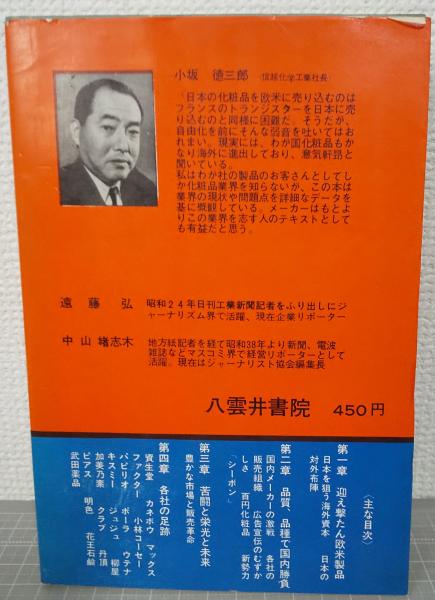 小坂　徳三郎　（信越化学工業社長）
「日本の化粧品を欧米に売り込むのは
フランスのトランジスターを日本に売
り込むのと同様に困難だ。そうだが、
自由化を前にそんな弱音を吐いてはお
れまい。現実には、わが国化粧品もか
なり海外に進出しており、意気軒昂と
聞いている。
私はわが社の製品のお客さんとしてし
か化粧品業界を知らないが、この本は
業界の現状や問題点を詳細なデータを
基に概観している。メーカーはもとよ
りこの業界を志す人のテキストとして
も有益だと思う。
遠藤　弘　昭和２４年日刊工業新聞記者をふり出しにジ
ャーナリズム界で活躍、現在企業リポーター
中山　緒志木　地方紙記者を経て昭和38年より新聞、電波
雑誌などマスコミ界で経営リポーターとして
活躍。現在はジャーナリスト協会編集長
八雲井書院　450円
〈主な目次〉
第一章　迎え撃たん欧米製品
日本を狙う海外資本　日本の
対外布陣
第二章　品質、品種で国内勝負
国内メーカーの激戦　各社の
販売組織　広告宣伝のむずか
しさ　百円化粧品　新勢力
「シーボン」
第三章　苦闘と栄光と未来
豊かな市場と販売革命
第四章　各社の足跡
資生堂　カネボウ　マックス
ファクター　小林コーセー
パピリオ　ポーラ　ウテナ
キスミー　ジュジュ　柳屋
加美乃素　クラブ　丹頂
ピアス　明色　花王石鹸
武田薬品